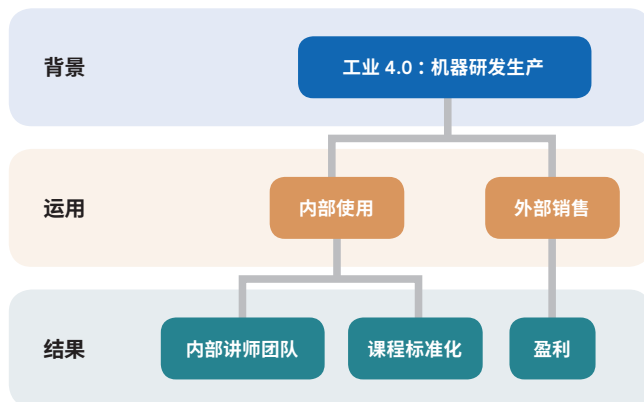 背景
工业 4.0：机器研发生产
运用
内部使用
外部销售
结果
内部讲师团队
课程标准化
盈利